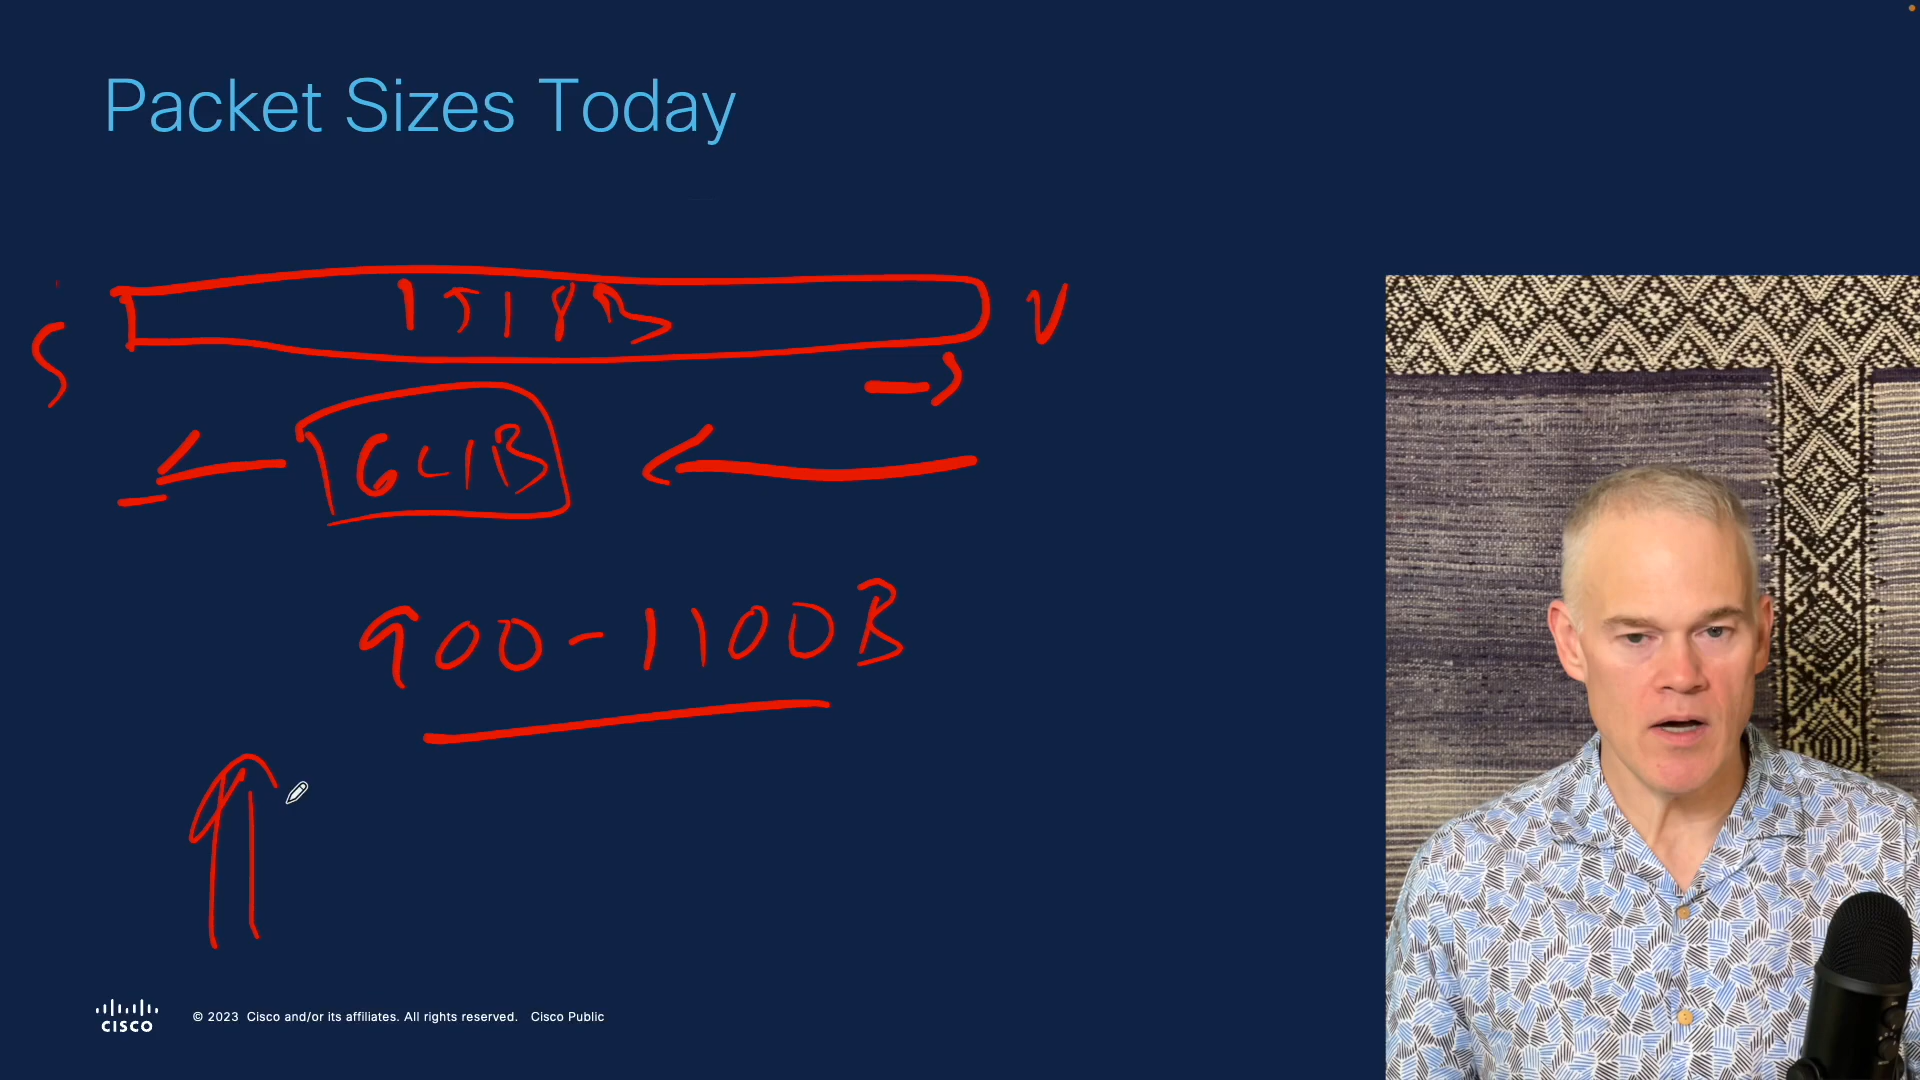 Packet Sizes Today
S 1518B U
64B
900-1100B
CISCO © 2023 Cisco and/or its affiliates. All rights reserved. Cisco Public